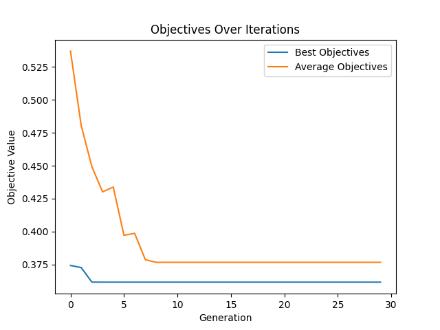 Objectives Over Iterations
Best Objectives
Average Objectives
Objective Value
0.525
0.500
0.475
0.450
0.425
0.400
0.375
0 5 10 15 20 25 30
Generation